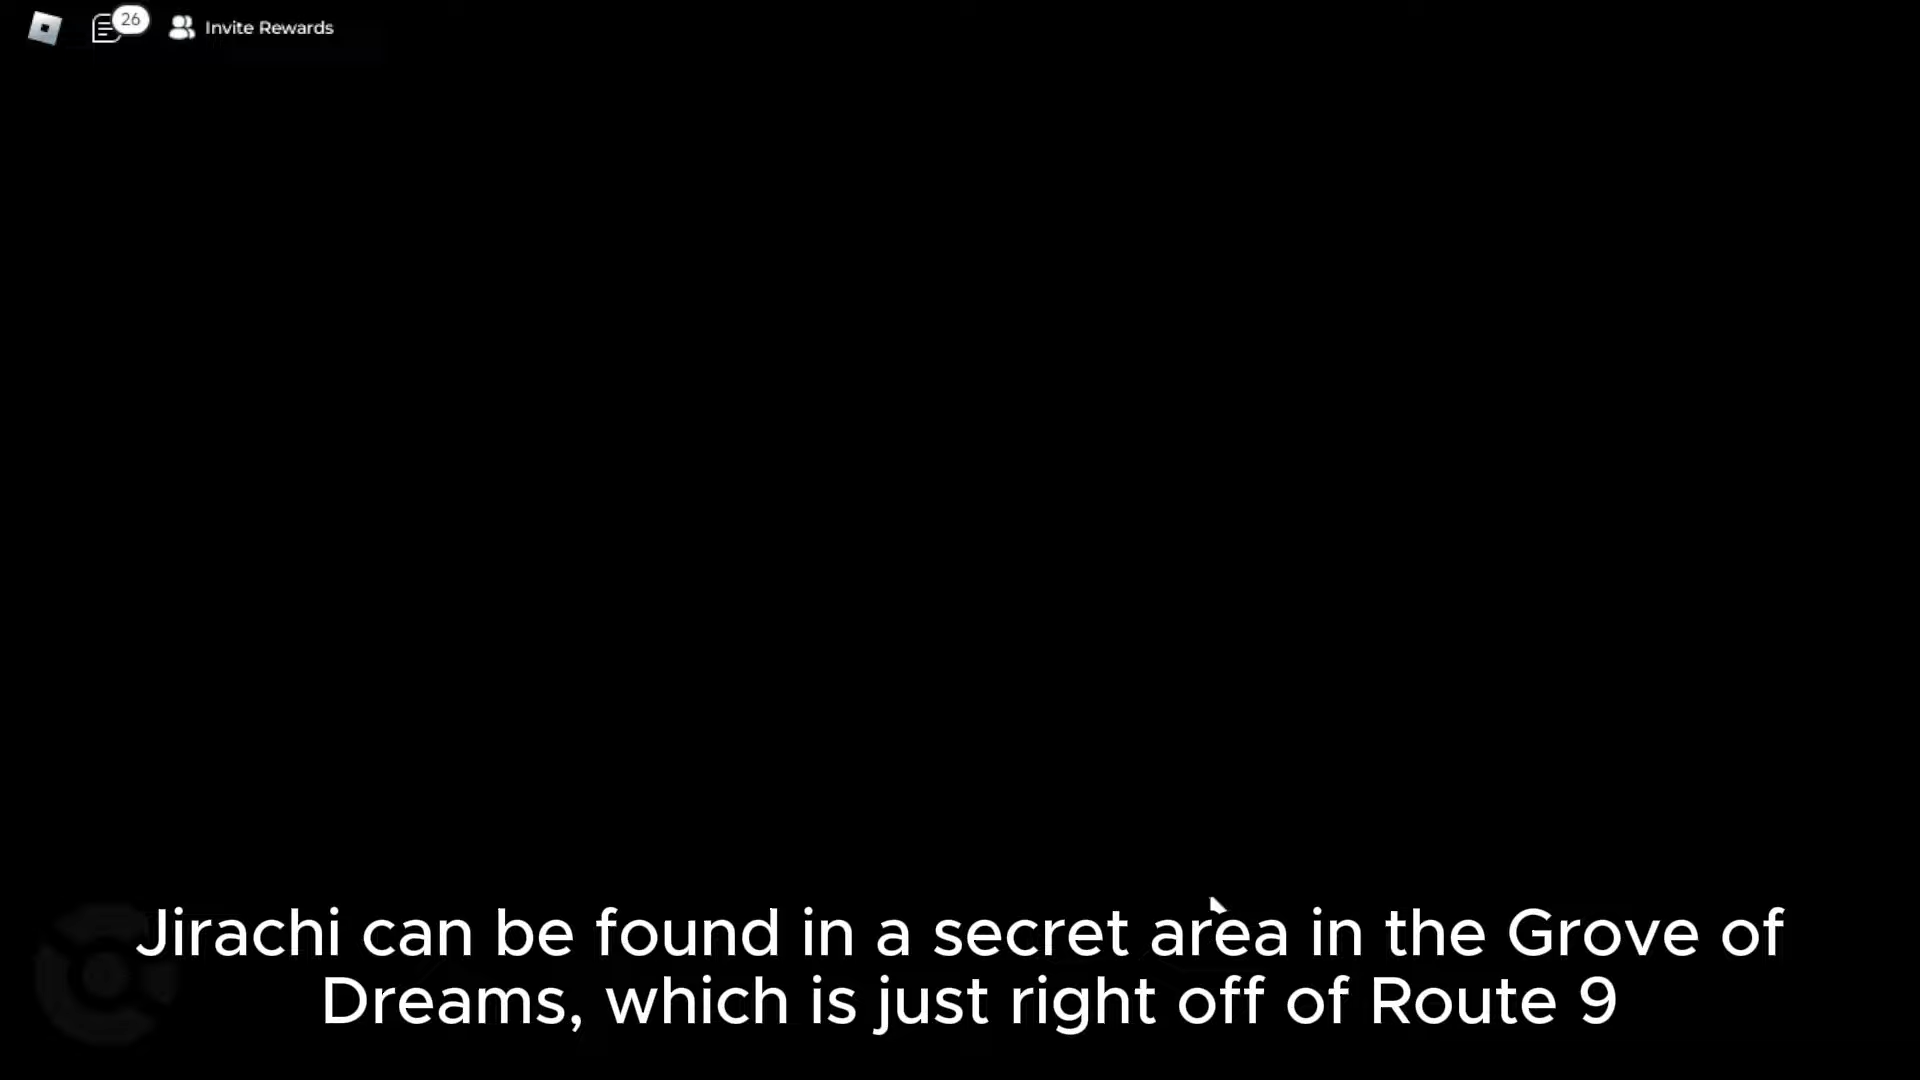 26
Invite Rewards
Jirachi can be found in a secret area in the Grove of
Dreams, which is just right off of Route 9